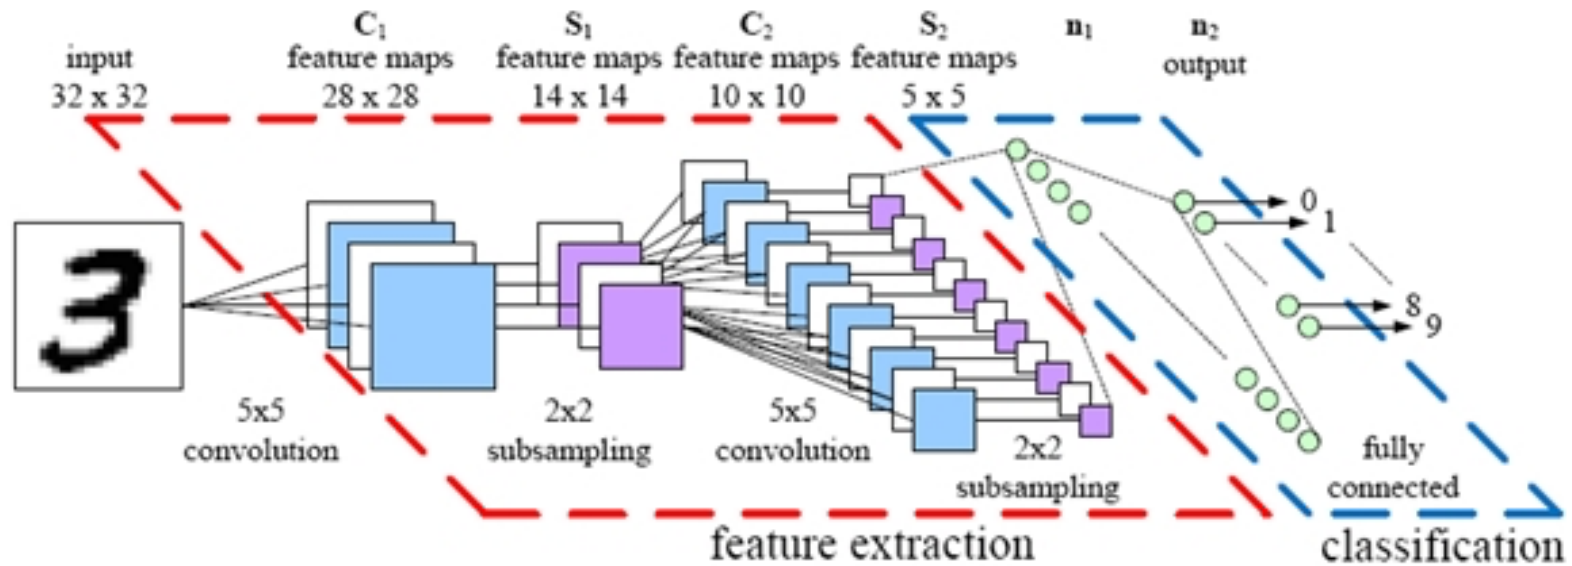 input
32 x 32
C₁
feature maps
28 x 28
S₁
feature maps
14 x 14
C₂
feature maps
10 x 10
S₂
feature maps
5 x 5
n₁
n₂
output
3
0
1
8
9
5x5
convolution
2x2
subsampling
5x5
convolution
2x2
subsampling
fully
connected
feature extraction
classification